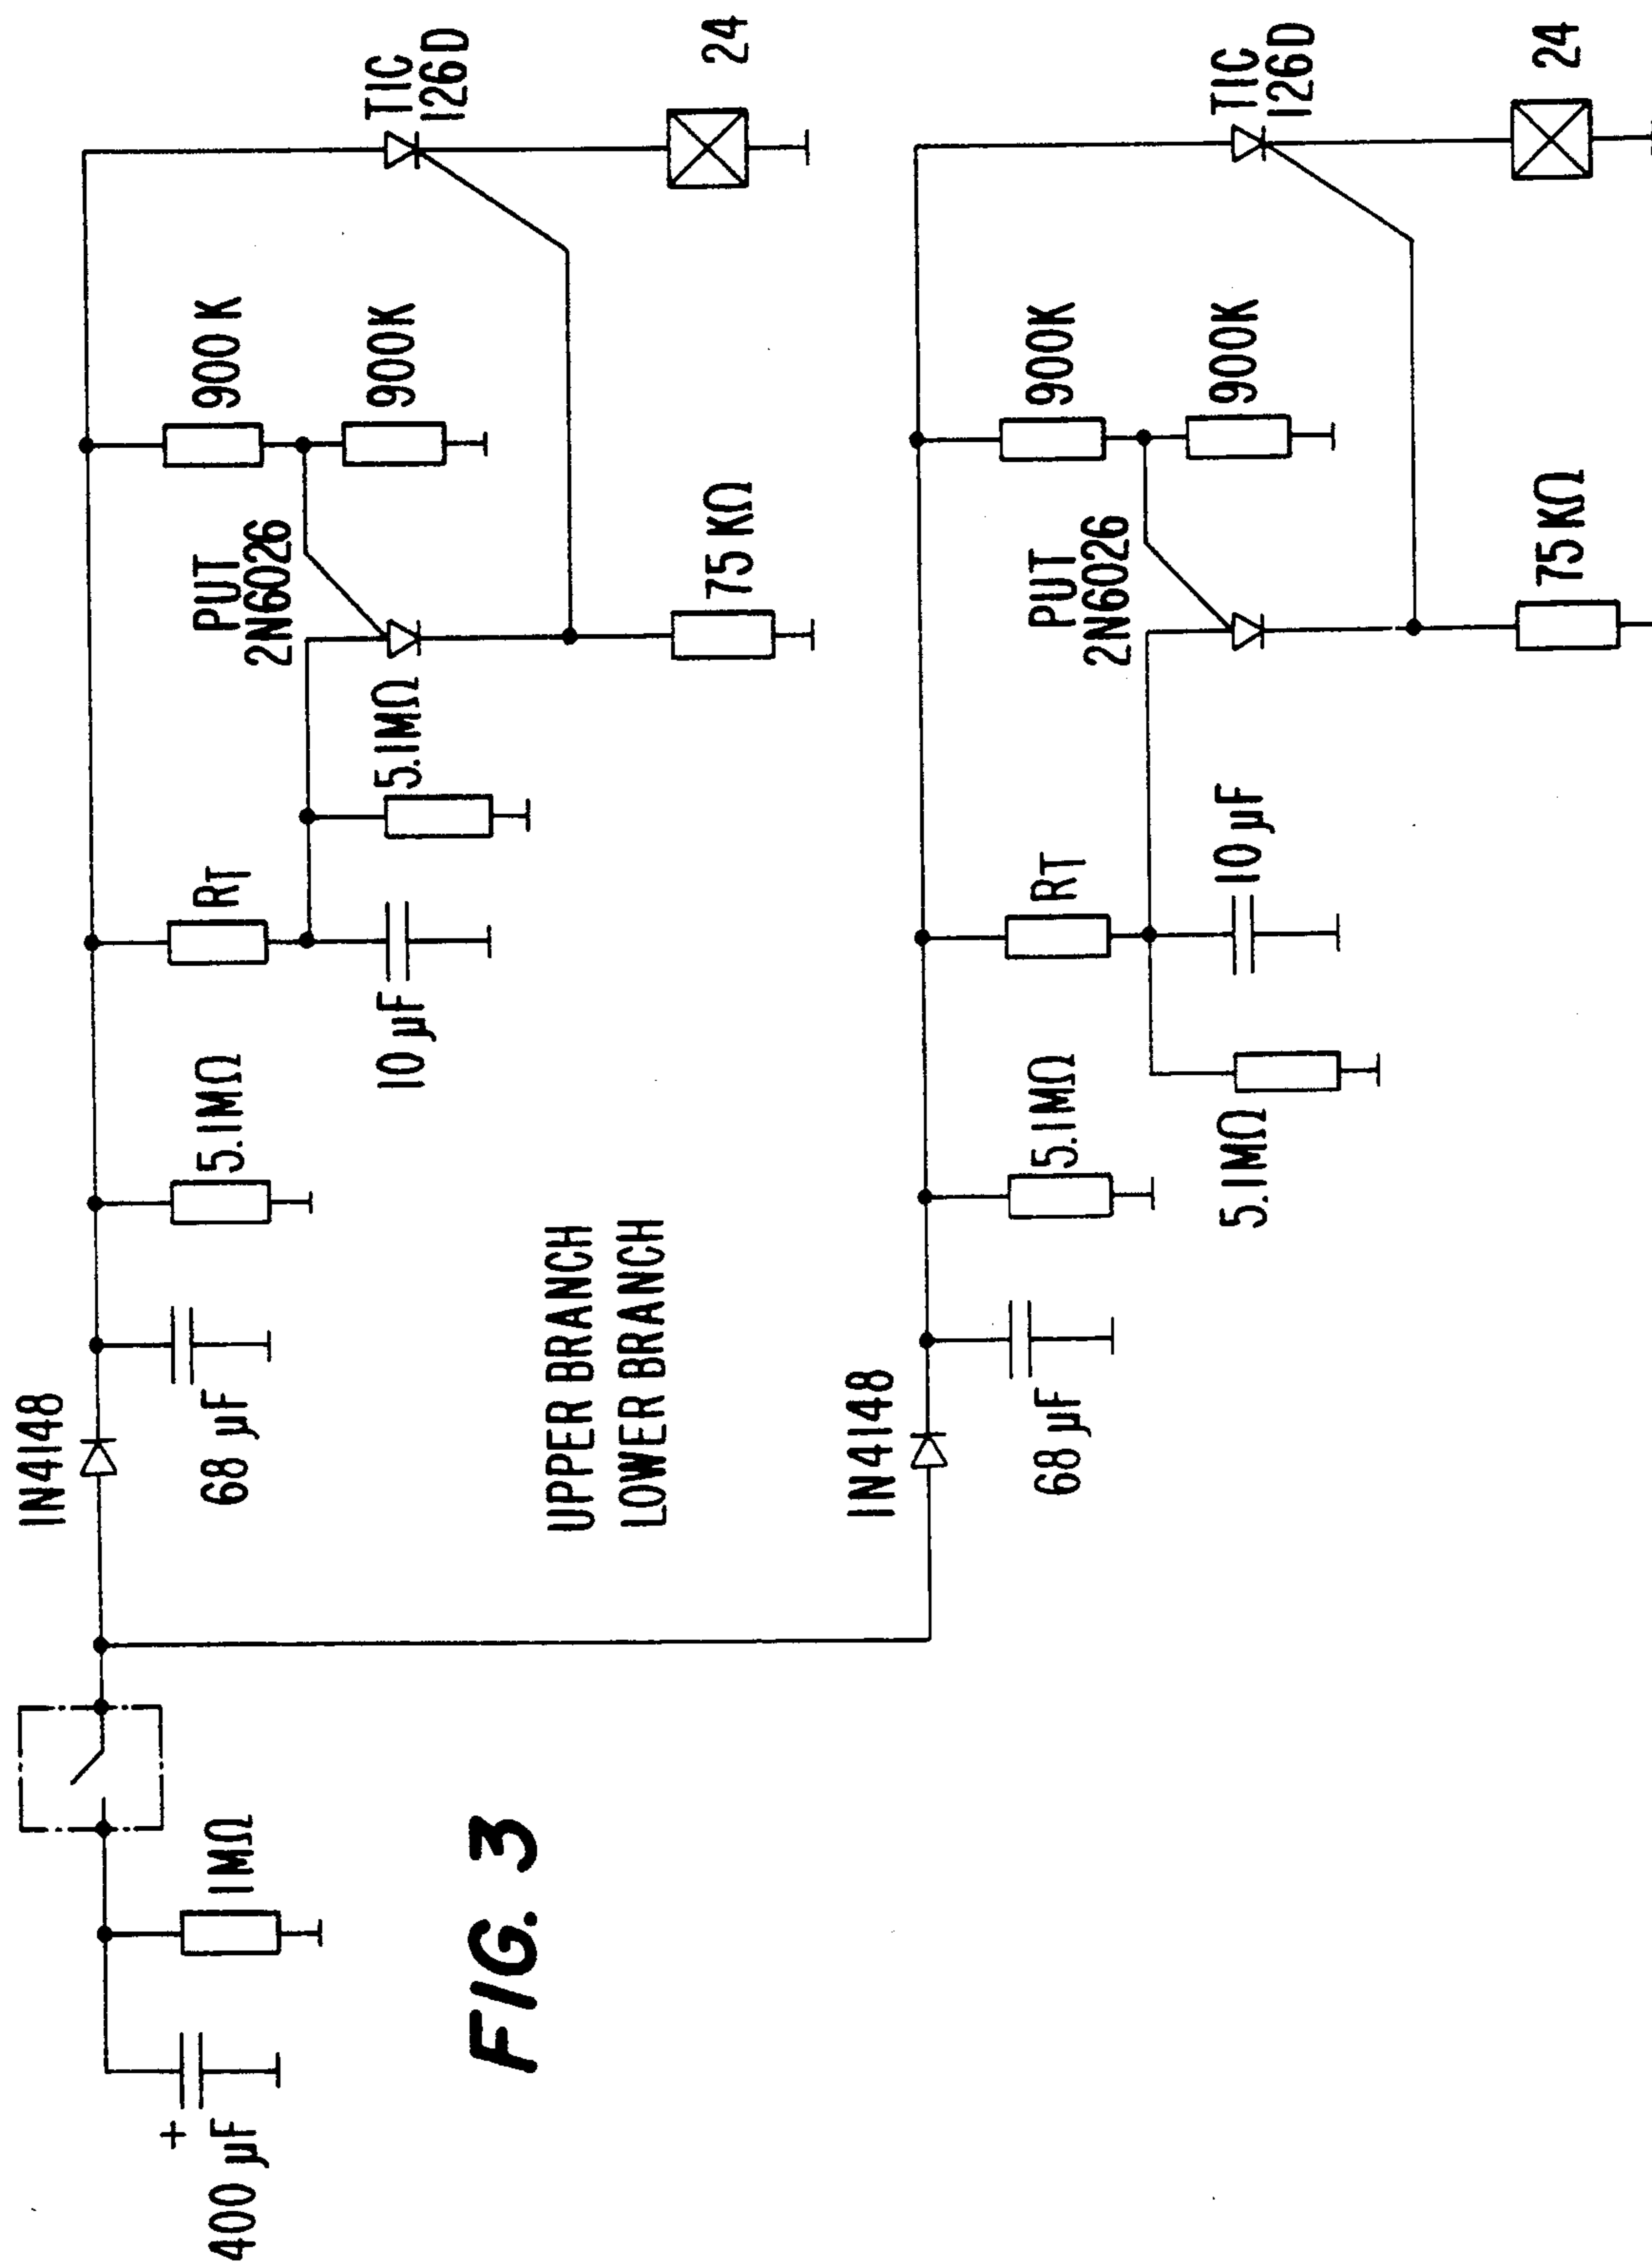 400 µF
+
1MΩ
1N4148
68 µF
5.1MΩ
RT
10 µF
5.1MΩ
PUT
2N6026
900 K
900K
75 KΩ
TIC
126D
24
UPPER BRANCH
LOWER BRANCH
1N4148
68 µF
5.1MΩ
5.1MΩ
RT
10 µF
PUT
2N6026
900K
900K
75 KΩ
TIC
126D
24
FIG. 3